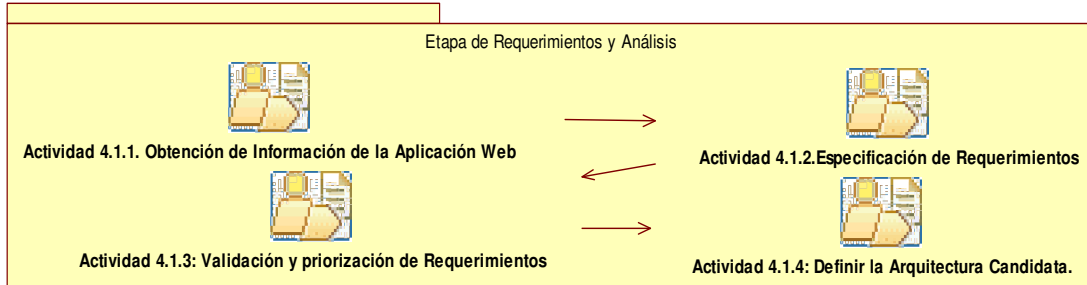 Etapa de Requerimientos y Análisis
Actividad 4.1.1. Obtención de Información de la Aplicación Web
Actividad 4.1.2.Especificación de Requerimientos
Actividad 4.1.3: Validación y priorización de Requerimientos
Actividad 4.1.4: Definir la Arquitectura Candidata.